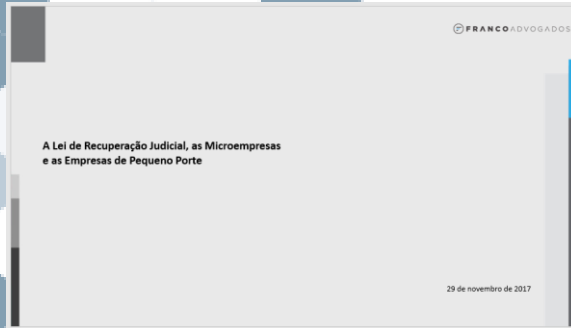 FRANCOADVOGADOS
A Lei de Recuperação Judicial, as Microempresas
e as Empresas de Pequeno Porte
29 de novembro de 2017